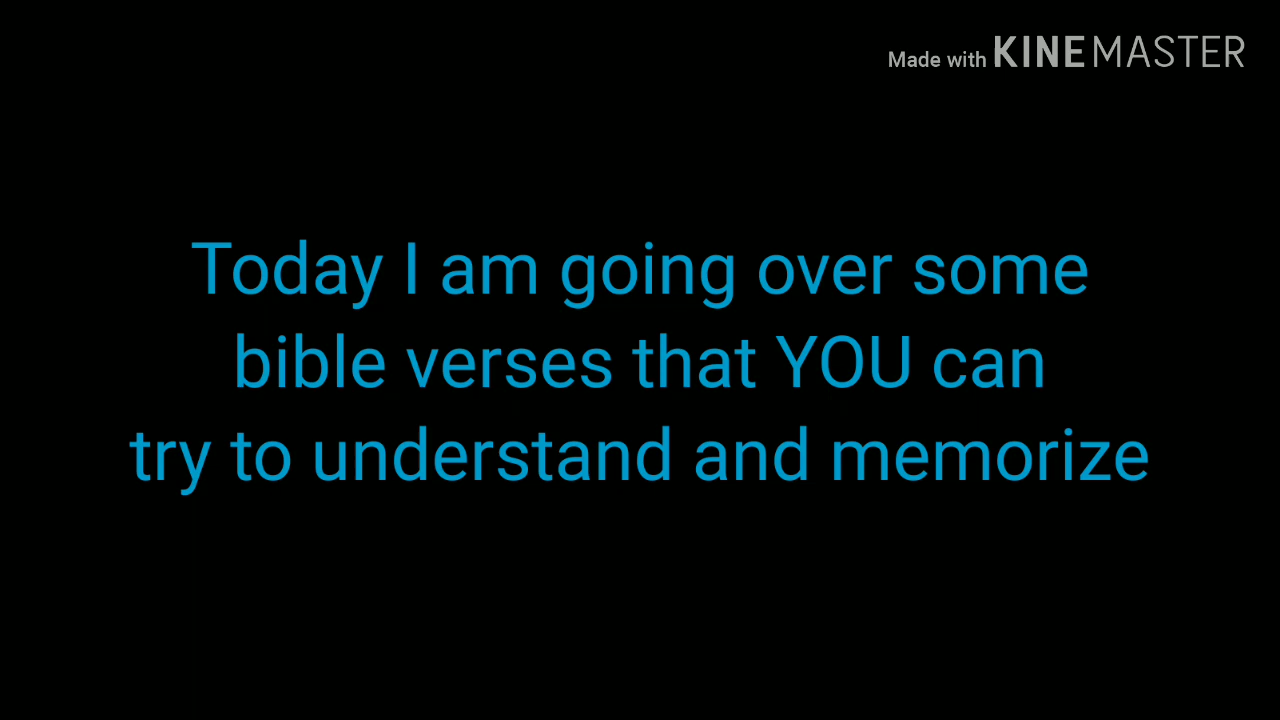 Made with KINEMASTER
Today I am going over some
bible verses that YOU can
try to understand and memorize